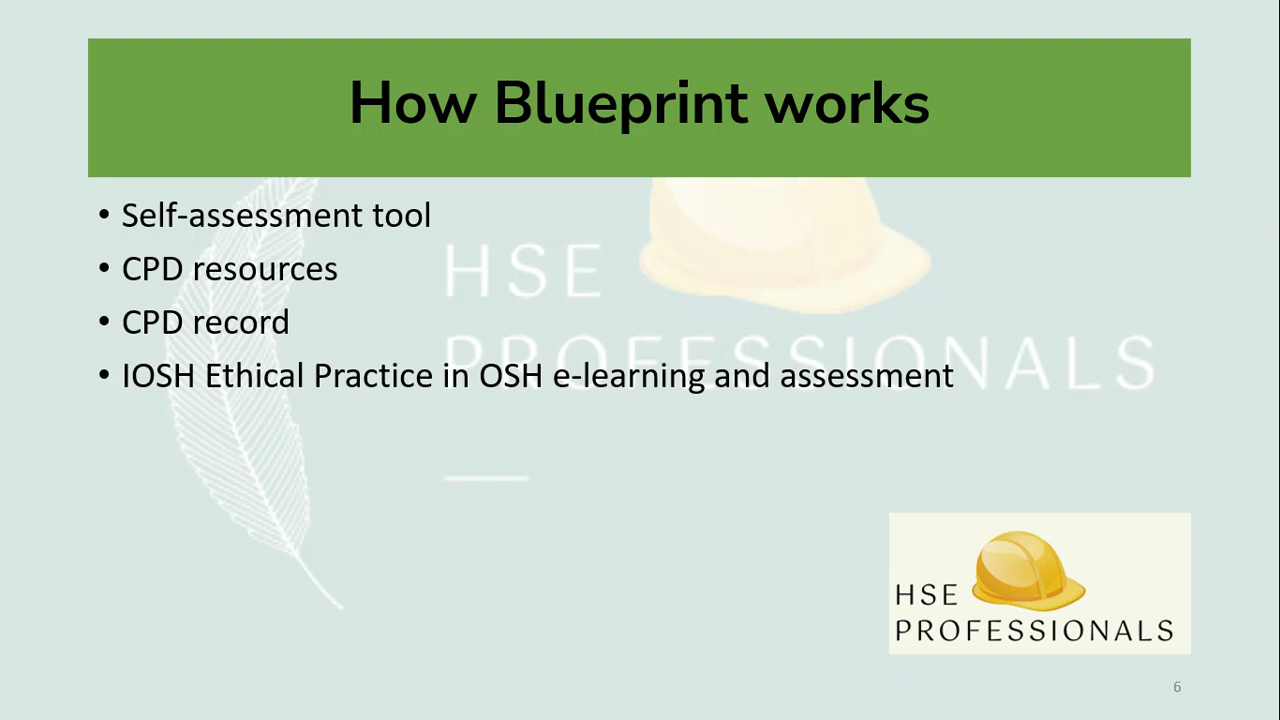 How Blueprint works
• Self-assessment tool
• CPD resources
• CPD record
• IOSH Ethical Practice in OSH e-learning and assessment
HSE
PROFESSIONALS
HSE
PROFESSIONALS
6